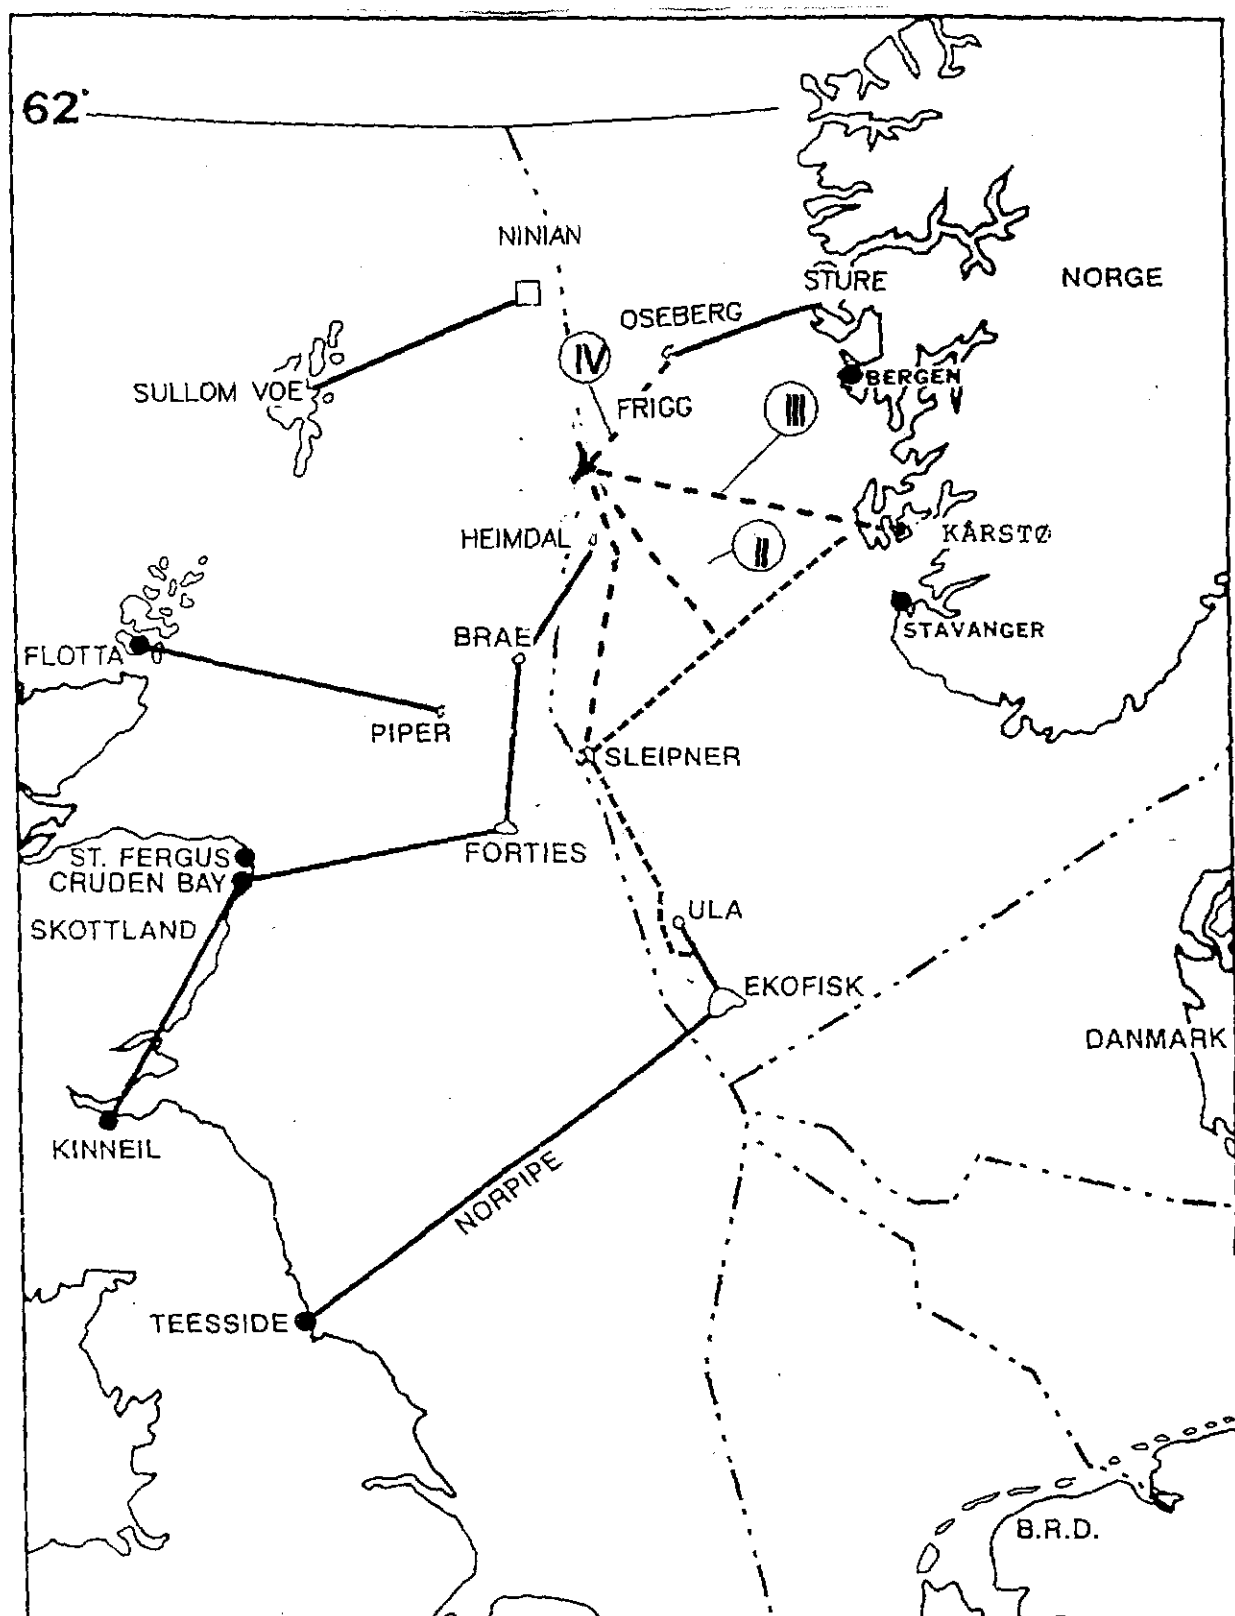 62°
NINIAN
STURE
NORGE
OSEBERG
IV
BERGEN
SULLOM VOE
FRIGG
III
HEIMDAL
II
KÅRSTØ
BRAE
STAVANGER
FLOTTA
PIPER
SLEIPNER
FORTIES
ST. FERGUS
CRUDEN BAY
ULA
SKOTTLAND
EKOFISK
DANMARK
KINNEIL
NORPIPE
TEESSIDE
B.R.D.